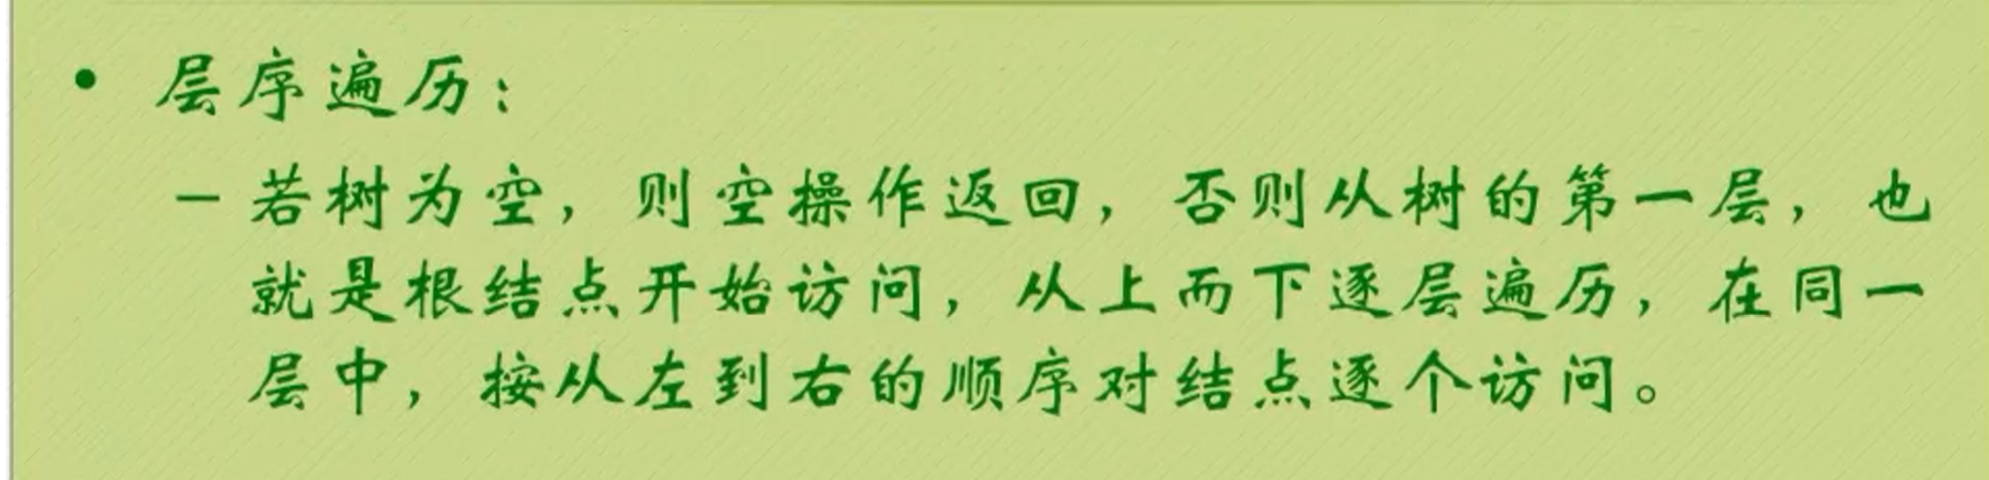 • 层序遍历：
– 若树为空，则空操作返回，否则从树的第一层，也
就是根结点开始访问，从上而下逐层遍历，在同一
层中，按从左到右的顺序对结点逐个访问。